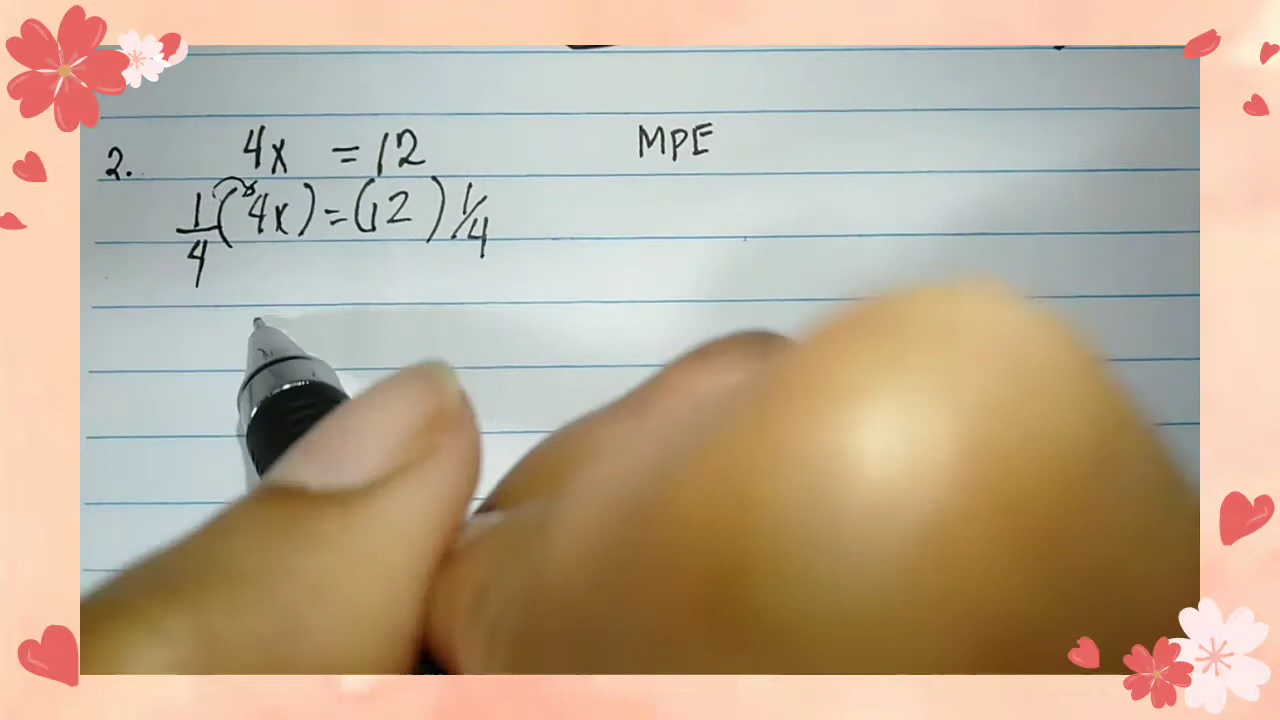 2. 4x = 12 MPE
1/4 (4x) = (12) 1/4